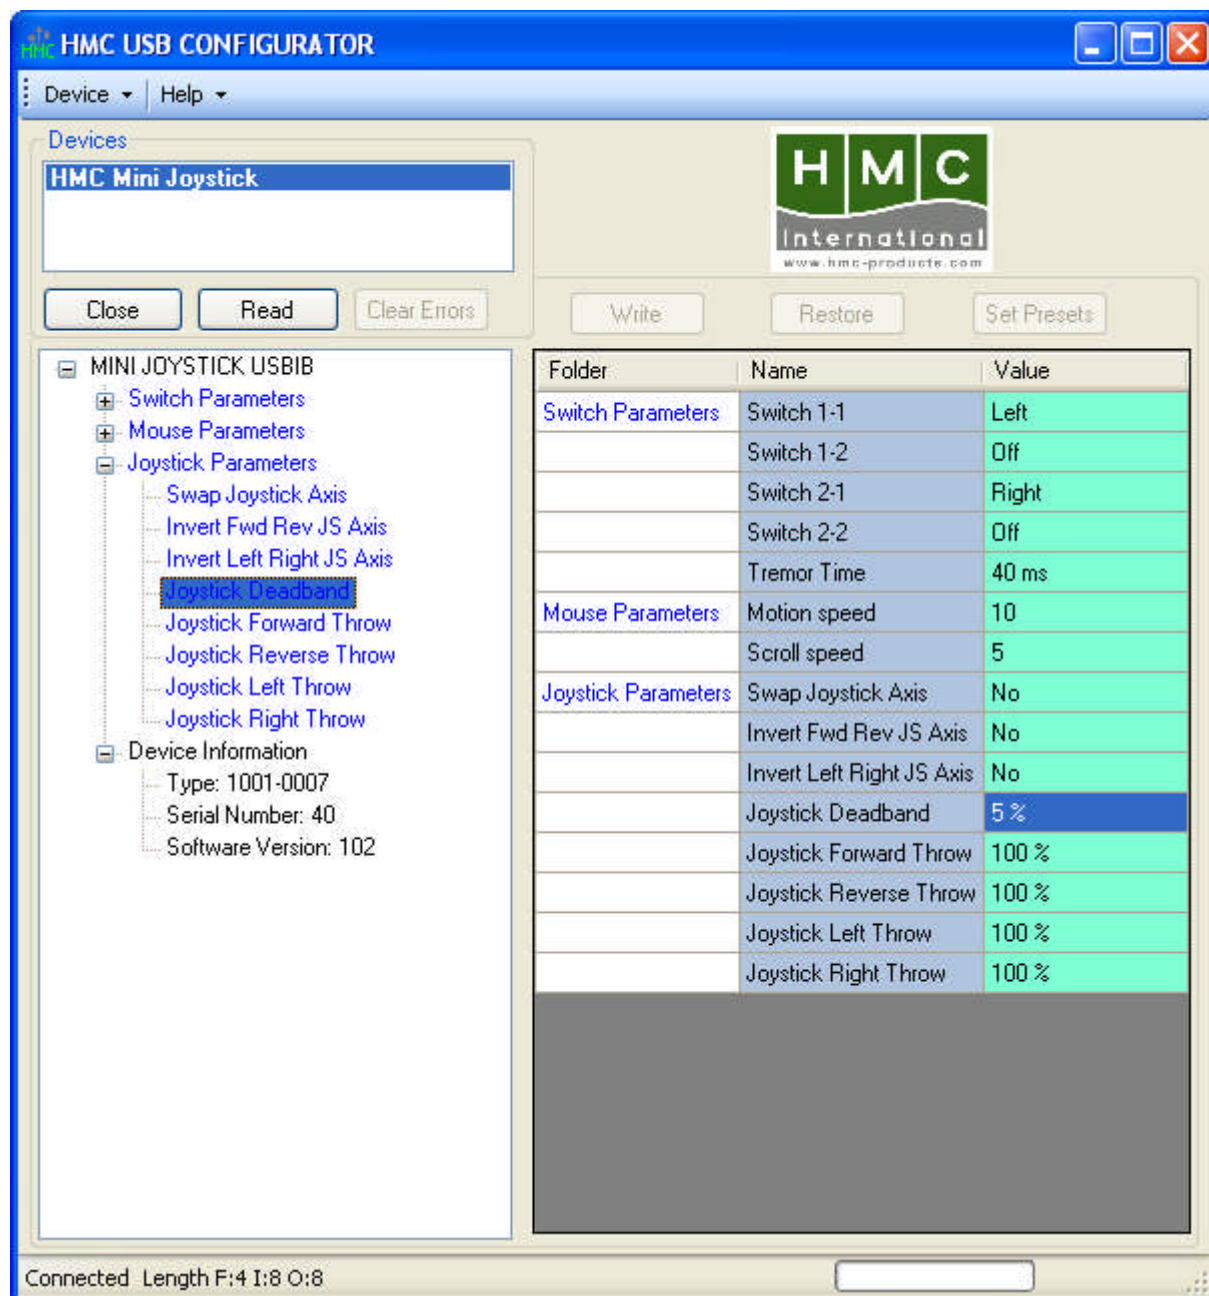 HMC HMC USB CONFIGURATOR
Device Help
Devices
HMC Mini Joystick
H M C
International
www.hmc-products.com
Close Read Clear Errors Write Restore Set Presets
MINI JOYSTICK USBIB
Switch Parameters
Mouse Parameters
Joystick Parameters
Swap Joystick Axis
Invert Fwd Rev JS Axis
Invert Left Right JS Axis
Joystick Deadband
Joystick Forward Throw
Joystick Reverse Throw
Joystick Left Throw
Joystick Right Throw
Device Information
Type: 1001-0007
Serial Number: 40
Software Version: 102
Folder Name Value
Switch Parameters Switch 1-1 Left
Switch 1-2 Off
Switch 2-1 Right
Switch 2-2 Off
Tremor Time 40 ms
Mouse Parameters Motion speed 10
Scroll speed 5
Joystick Parameters Swap Joystick Axis No
Invert Fwd Rev JS Axis No
Invert Left Right JS Axis No
Joystick Deadband 5 %
Joystick Forward Throw 100 %
Joystick Reverse Throw 100 %
Joystick Left Throw 100 %
Joystick Right Throw 100 %
Connected Length F:4 I:8 O:8